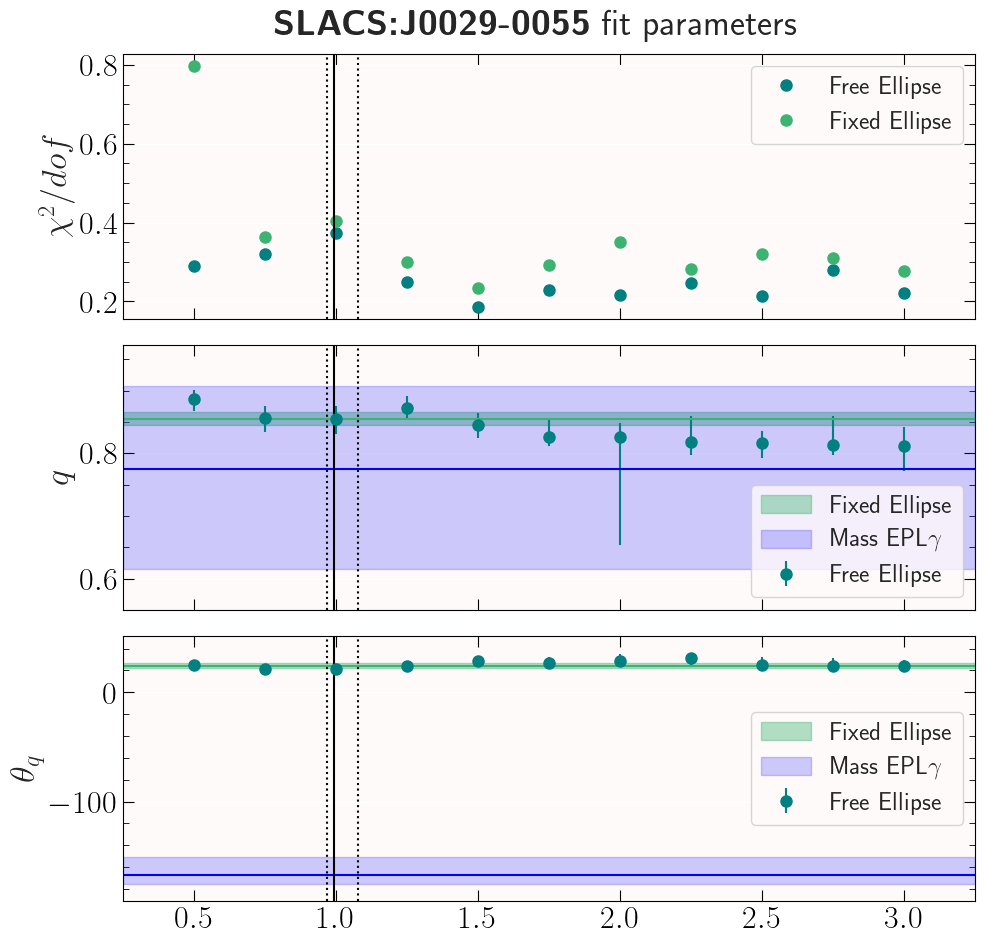 SLACS:J0029-0055 fit parameters
0.8
0.6
0.4
0.2
χ²/dof
Free Ellipse
Fixed Ellipse
0.8
0.6
q
Fixed Ellipse
Mass EPLγ
Free Ellipse
0
−100
θ_q
Fixed Ellipse
Mass EPLγ
Free Ellipse
0.5 1.0 1.5 2.0 2.5 3.0